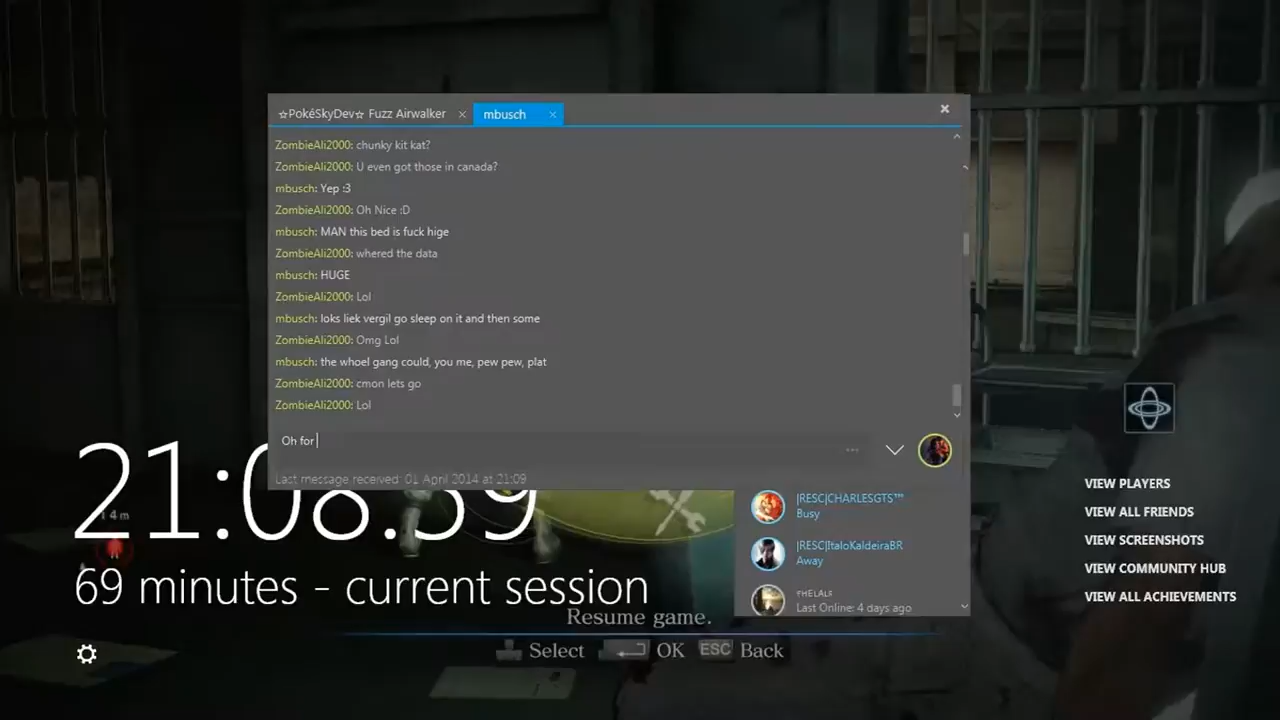 ☆PokéSkyDev☆ Fuzz Airwalker
mbusch
ZombieAli2000: chunky kit kat?
ZombieAli2000: U even got those in canada?
mbusch: Yep :3
ZombieAli2000: Oh Nice :D
mbusch: MAN this bed is fuck hige
ZombieAli2000: whered the data
mbusch: HUGE
ZombieAli2000: Lol
mbusch: loks liek vergil go sleep on it and then some
ZombieAli2000: Omg Lol
mbusch: the whoel gang could, you me, pew pew, plat
ZombieAli2000: cmon lets go
ZombieAli2000: Lol
Oh for
Last message received: 01 April 2014 at 21:09
21:08:59
4 m
69 minutes - current session
|RESC|CHARLESGTS™
Busy
|RESC|ItaloKaldeiraBR
Away
Last Online: 4 days ago
VIEW PLAYERS
VIEW ALL FRIENDS
VIEW SCREENSHOTS
VIEW COMMUNITY HUB
VIEW ALL ACHIEVEMENTS
Resume game.
Select OK ESC Back